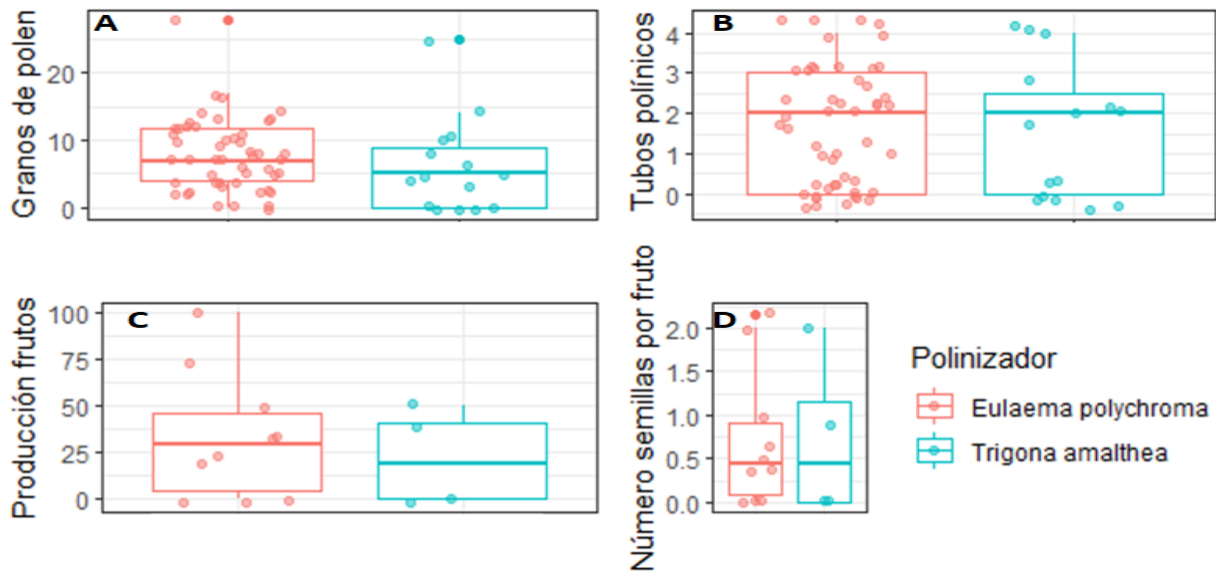 A
Granos de polen
20
10
0
B
Tubos polínicos
4
3
2
1
0
C
Producción frutos
100
75
50
25
0
D
Número semillas por fruto
2.0
1.5
1.0
0.5
0.0
Polinizador
Eulaema polychroma
Trigona amalthea